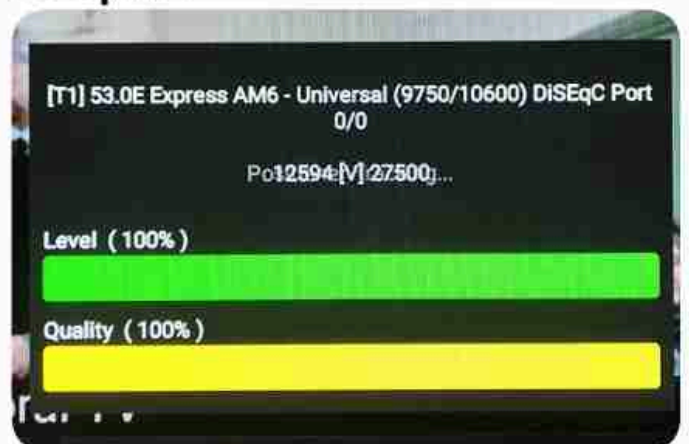 [T1] 53.0E Express AM6 - Universal (9750/10600) DiSEqC Port
0/0
12594 [V] 27500
Level ( 100% )
Quality ( 100% )